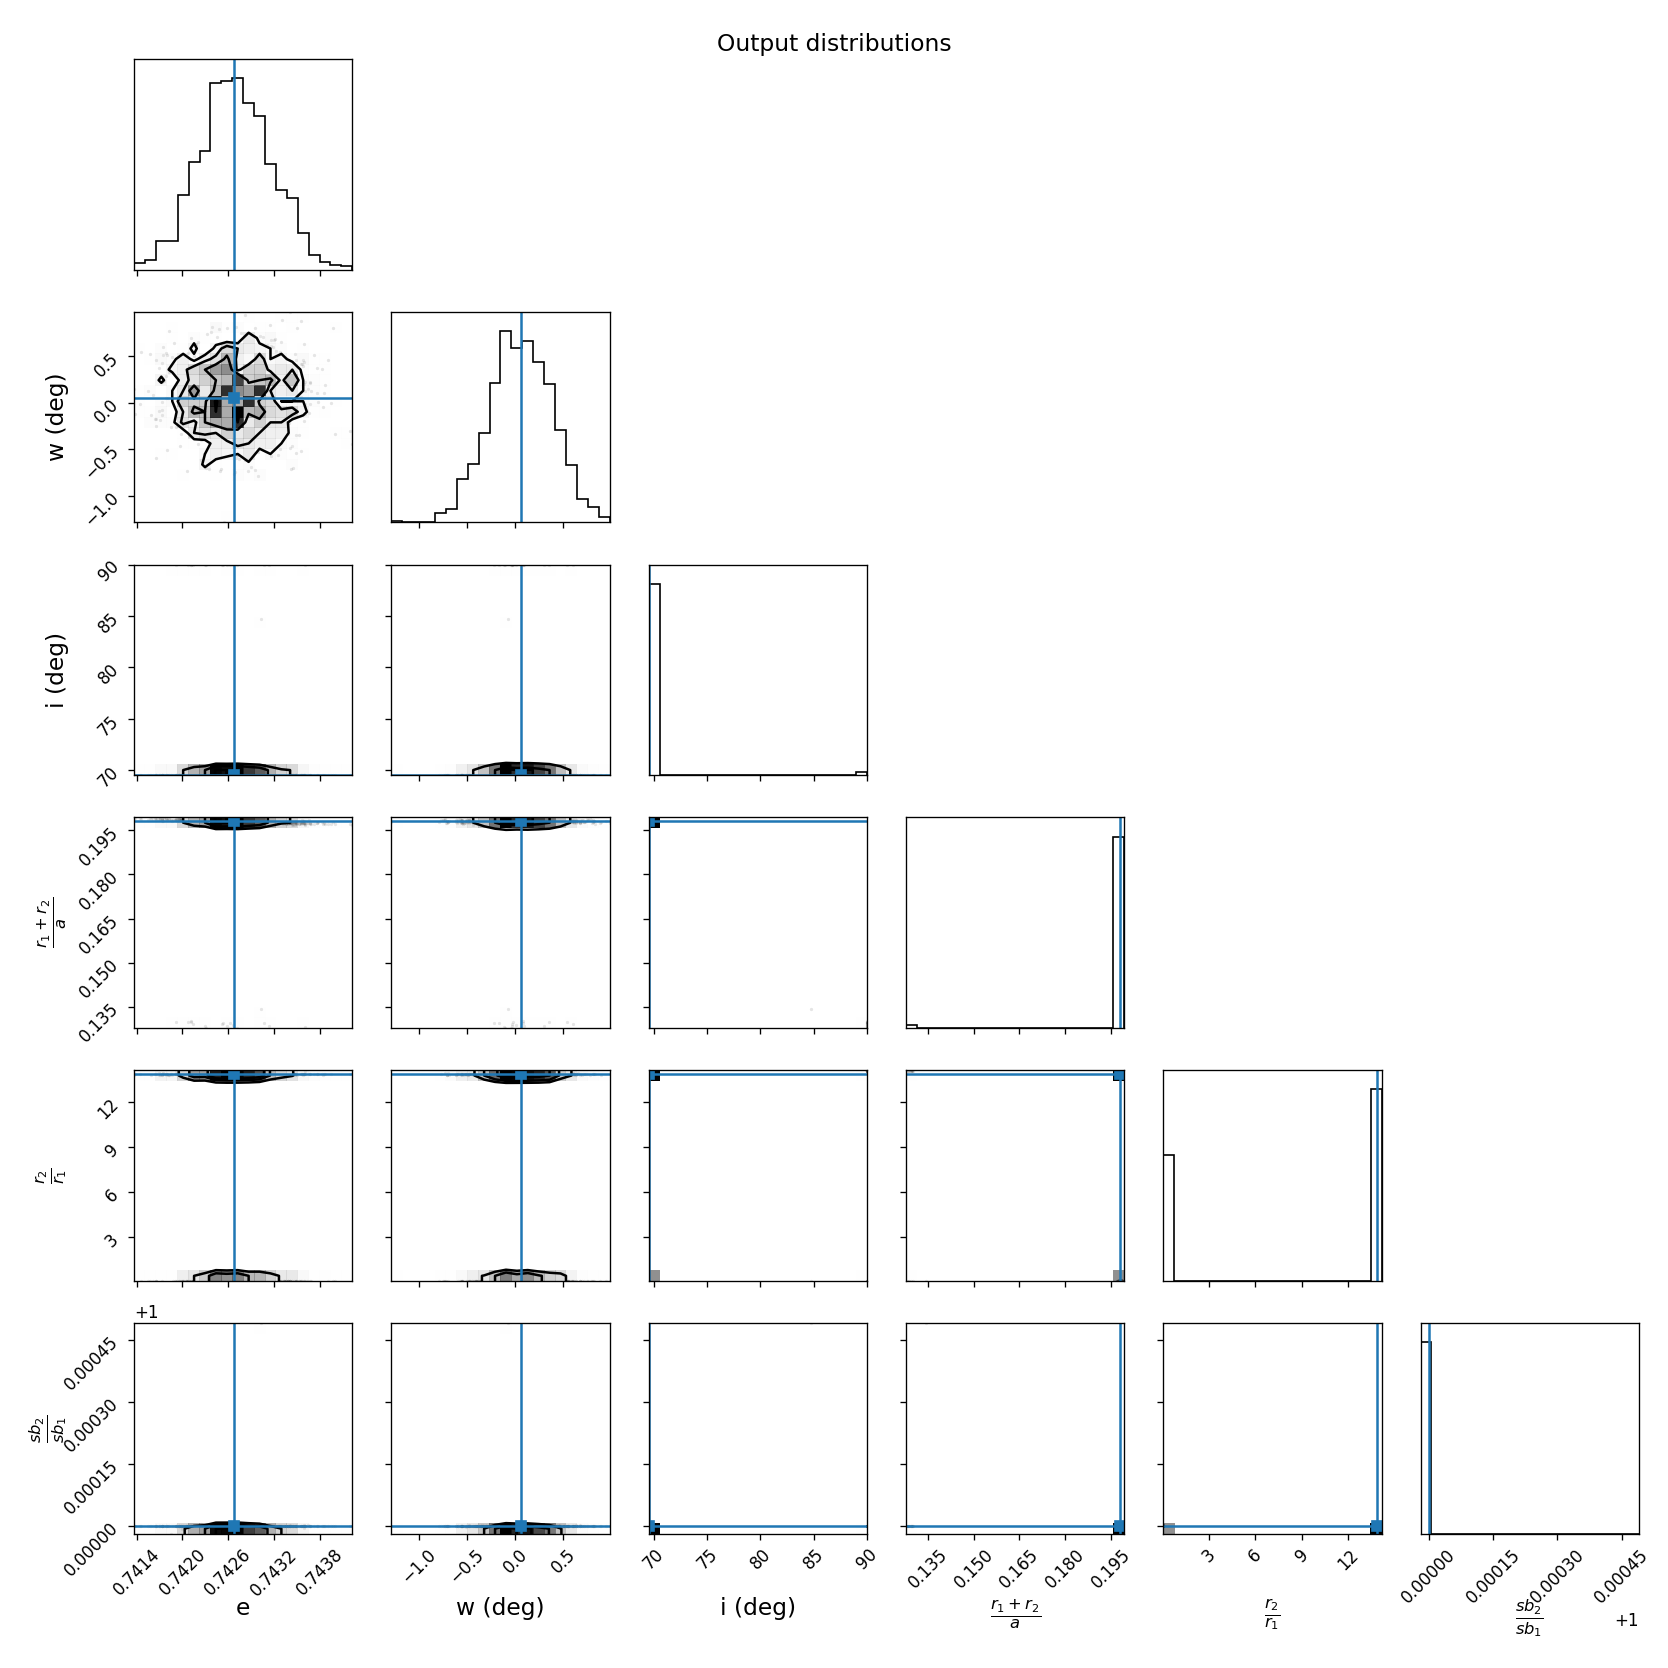 Output distributions
w (deg)
0.5
0.0
−0.5
−1.0
i (deg)
90
85
80
75
70
r₁ + r₂
a
0.195
0.180
0.165
0.150
0.135
r₂
r₁
12
9
6
3
+1
sb₂
sb₁
0.00045
0.00030
0.00015
0.00000
0.7414 0.7420 0.7426 0.7432 0.7438
−1.0 −0.5 0.0 0.5
70 75 80 85 90
0.135 0.150 0.165 0.180 0.195
3 6 9 12
0.00000 0.00015 0.00030 0.00045
e
w (deg)
i (deg)
r₁ + r₂
a
r₂
r₁
sb₂
sb₁
+1